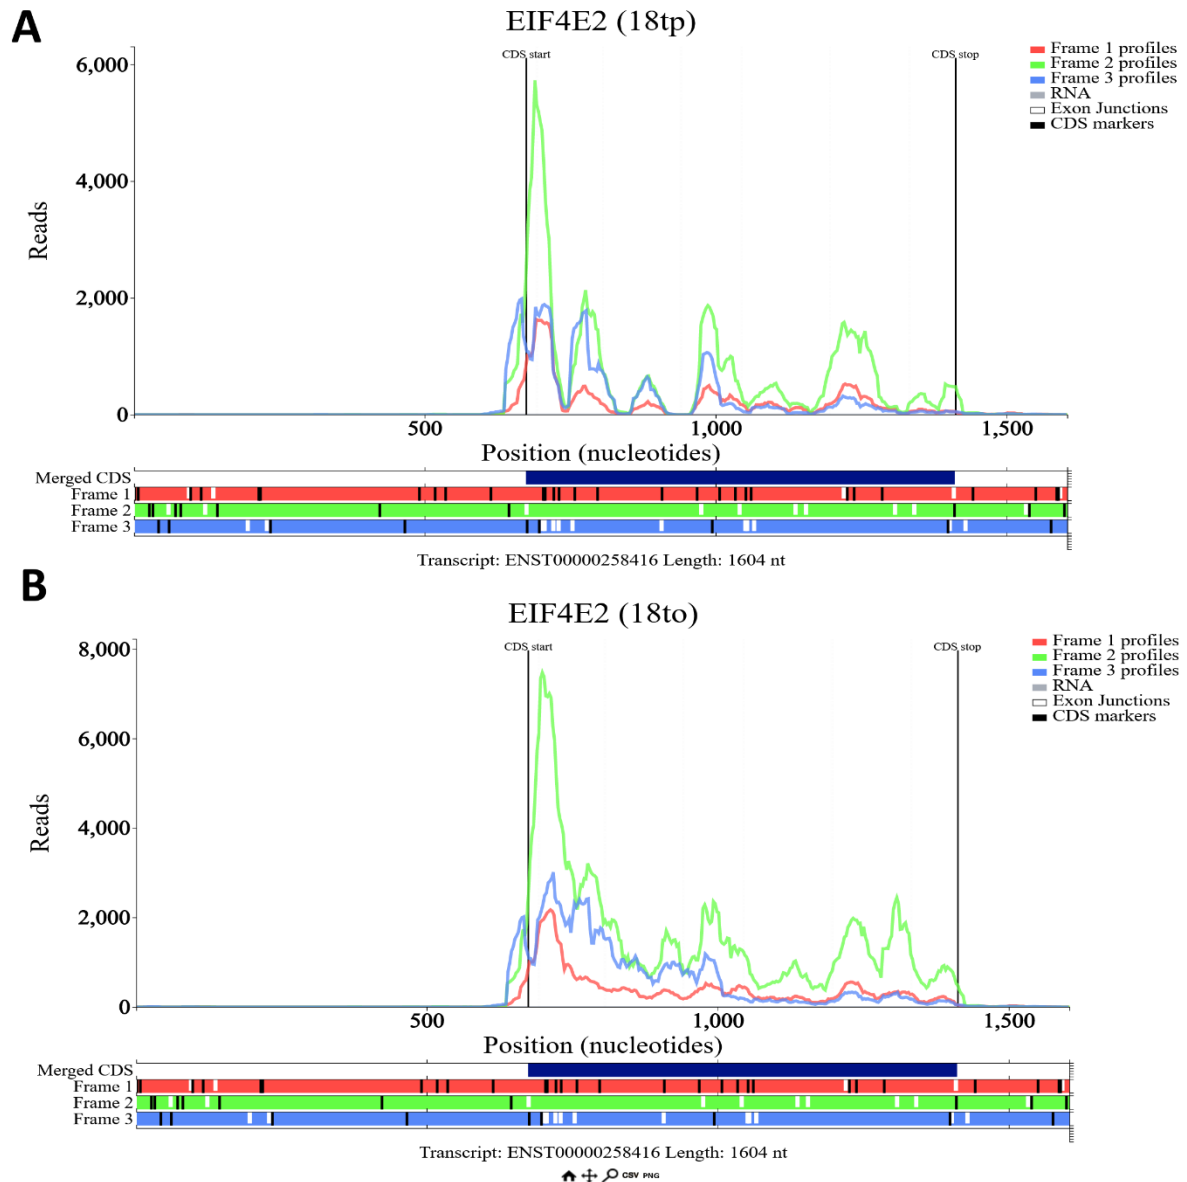 A
EIF4E2 (18tp)
CDS start
CDS stop
Frame 1 profiles
Frame 2 profiles
Frame 3 profiles
RNA
Exon Junctions
CDS markers
Reads
6,000
4,000
2,000
0
500
1,000
1,500
Position (nucleotides)
Merged CDS
Frame 1
Frame 2
Frame 3
Transcript: ENST00000258416 Length: 1604 nt
B
EIF4E2 (18to)
CDS start
CDS stop
Frame 1 profiles
Frame 2 profiles
Frame 3 profiles
RNA
Exon Junctions
CDS markers
Reads
8,000
6,000
4,000
2,000
0
500
1,000
1,500
Position (nucleotides)
Merged CDS
Frame 1
Frame 2
Frame 3
Transcript: ENST00000258416 Length: 1604 nt
CSV PNG